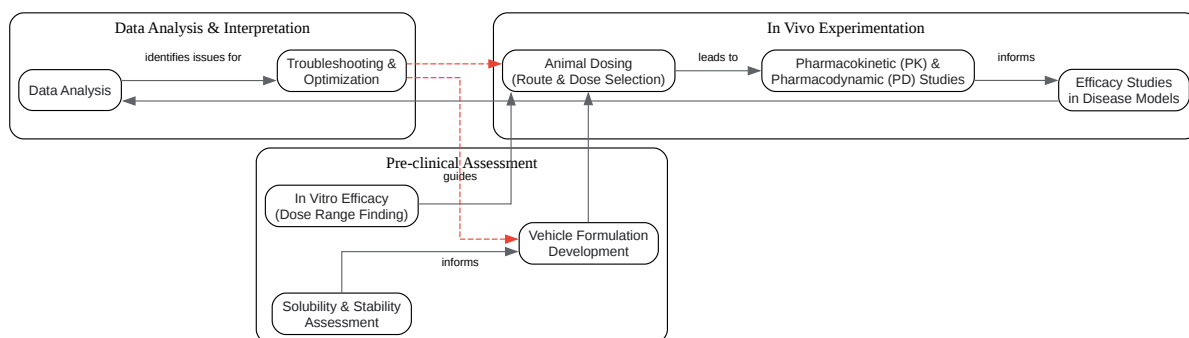 Data Analysis & Interpretation
identifies issues for
Data Analysis
Troubleshooting &
Optimization
In Vivo Experimentation
Animal Dosing
(Route & Dose Selection)
leads to
Pharmacokinetic (PK) &
Pharmacodynamic (PD) Studies
informs
Efficacy Studies
in Disease Models
Pre-clinical Assessment
guides
In Vitro Efficacy
(Dose Range Finding)
Vehicle Formulation
Development
informs
Solubility & Stability
Assessment